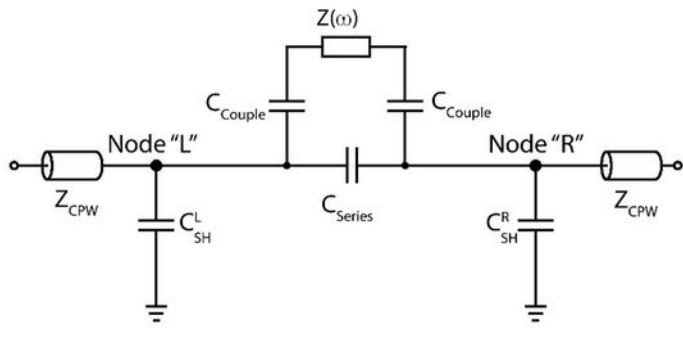 Z(ω)
C_Couple
C_Couple
Node "L"
Node "R"
Z_CPW
C_Series
Z_CPW
C^L_SH
C^R_SH